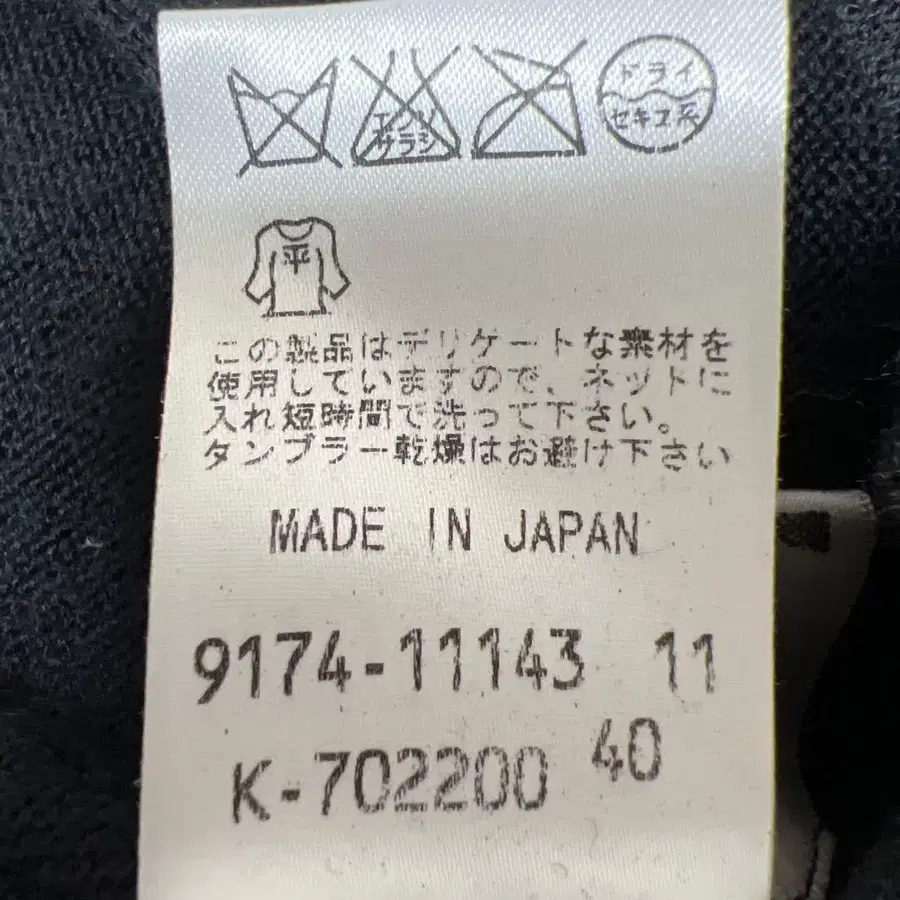 エンソ
サラシ
ドライ
セキユ系
平
この製品はデリケートな素材を
使用していますので、ネットに
入れ短時間で洗って下さい。
タンブラー乾燥はお避け下さい
MADE IN JAPAN
9174-11143 11
K-702200 40